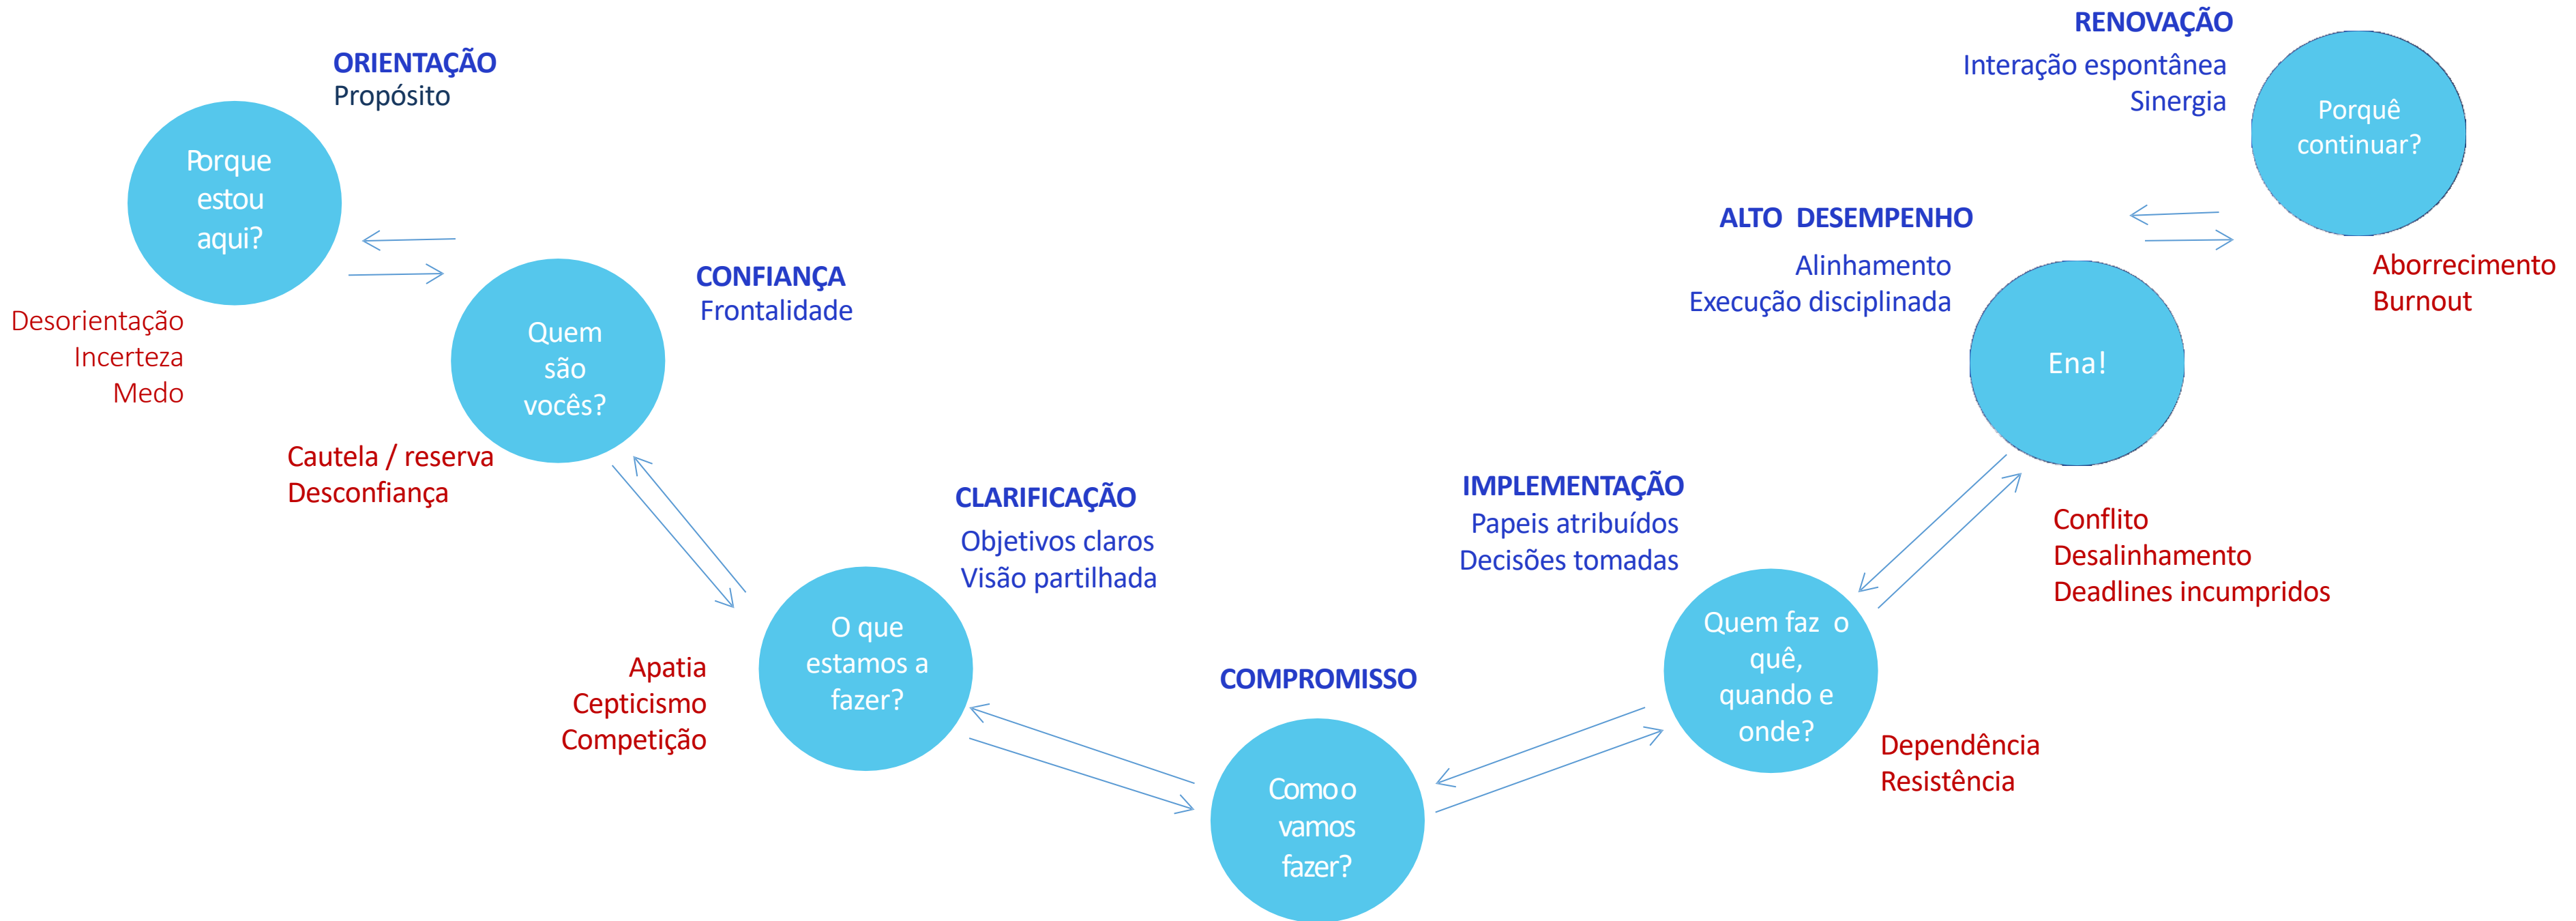 ORIENTAÇÃO
Propósito
Porque
estou
aqui?
Desorientação
Incerteza
Medo
CONFIANÇA
Frontalidade
Quem
são
vocês?
Cautela / reserva
Desconfiança
CLARIFICAÇÃO
Objetivos claros
Visão partilhada
O que
estamos a
fazer?
Apatia
Cepticismo
Competição
COMPROMISSO
Como o
vamos
fazer?
IMPLEMENTAÇÃO
Papeis atribuídos
Decisões tomadas
Quem faz o
quê,
quando e
onde?
Dependência
Resistência
ALTO DESEMPENHO
Alinhamento
Execução disciplinada
Ena!
Conflito
Desalinhamento
Deadlines incumpridos
RENOVAÇÃO
Interação espontânea
Sinergia
Porquê
continuar?
Aborrecimento
Burnout